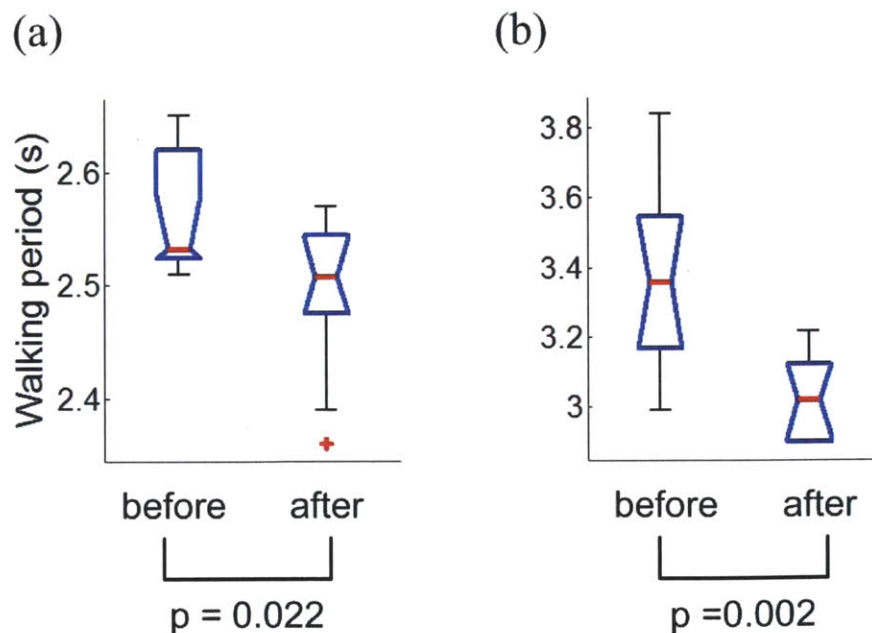 (a)
(b)
Walking period (s)
2.6
2.5
2.4
before
after
p = 0.022
3.8
3.6
3.4
3.2
3
before
after
p =0.002